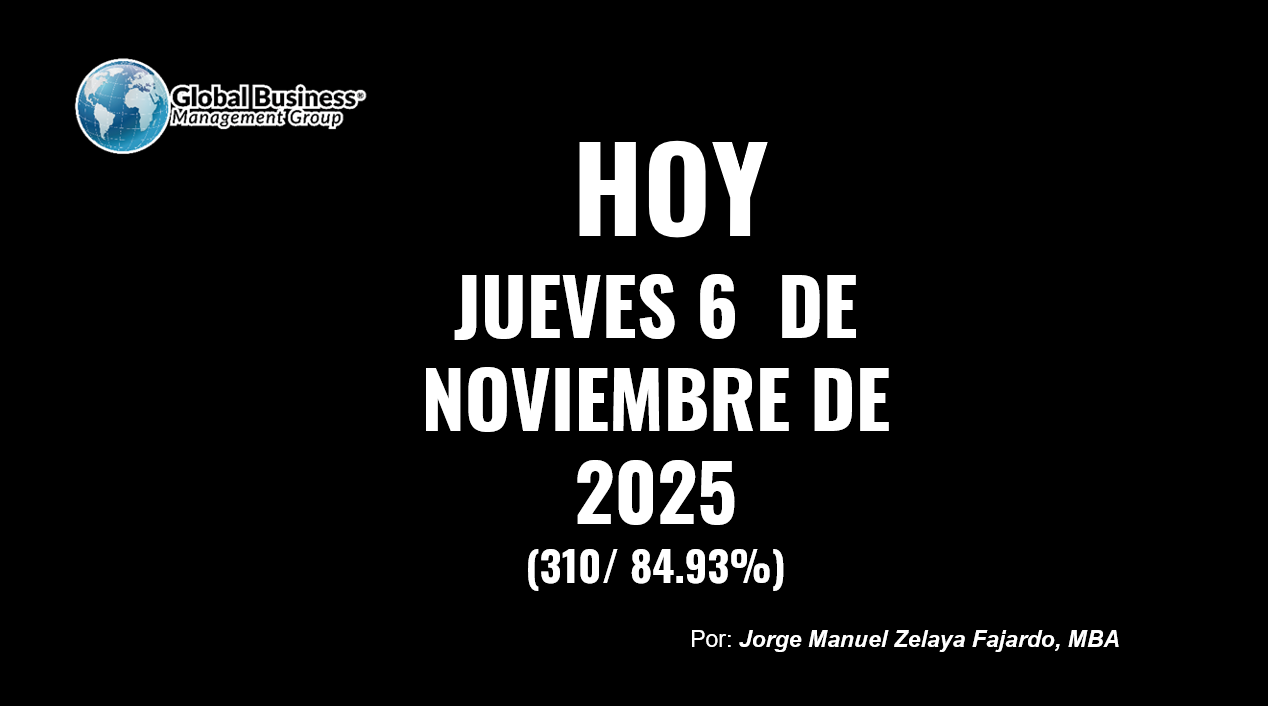 Global Business®
Management Group
HOY
JUEVES 6 DE
NOVIEMBRE DE
2025
(310/ 84.93%)
Por: Jorge Manuel Zelaya Fajardo, MBA